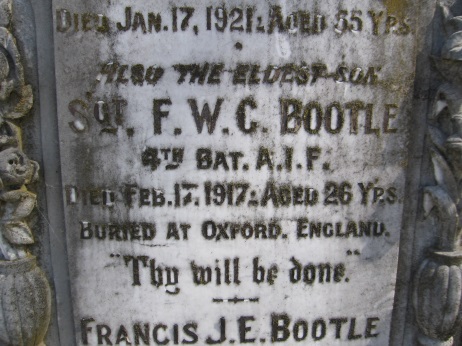 DIED JAN. 17, 1921: AGED 55 YRS.
ALSO THE ELDEST SON
SGT. F. W. G. BOOTLE
4TH BAT. A.I.F.
DIED FEB. 17, 1917: AGED 26 YRS.
BURIED AT OXFORD, ENGLAND.
"Thy will be done."
FRANCIS J. E. BOOTLE